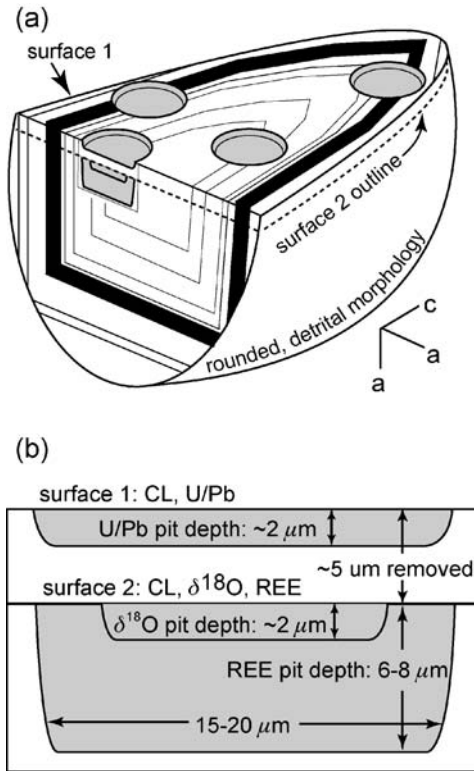 (a)
surface 1
surface 2 outline
rounded, detrital morphology
c
a
a
(b)
surface 1: CL, U/Pb
U/Pb pit depth: ~2 μm
~5 um removed
surface 2: CL, δ18O, REE
δ18O pit depth: ~2 μm
REE pit depth: 6-8 μm
15-20 μm